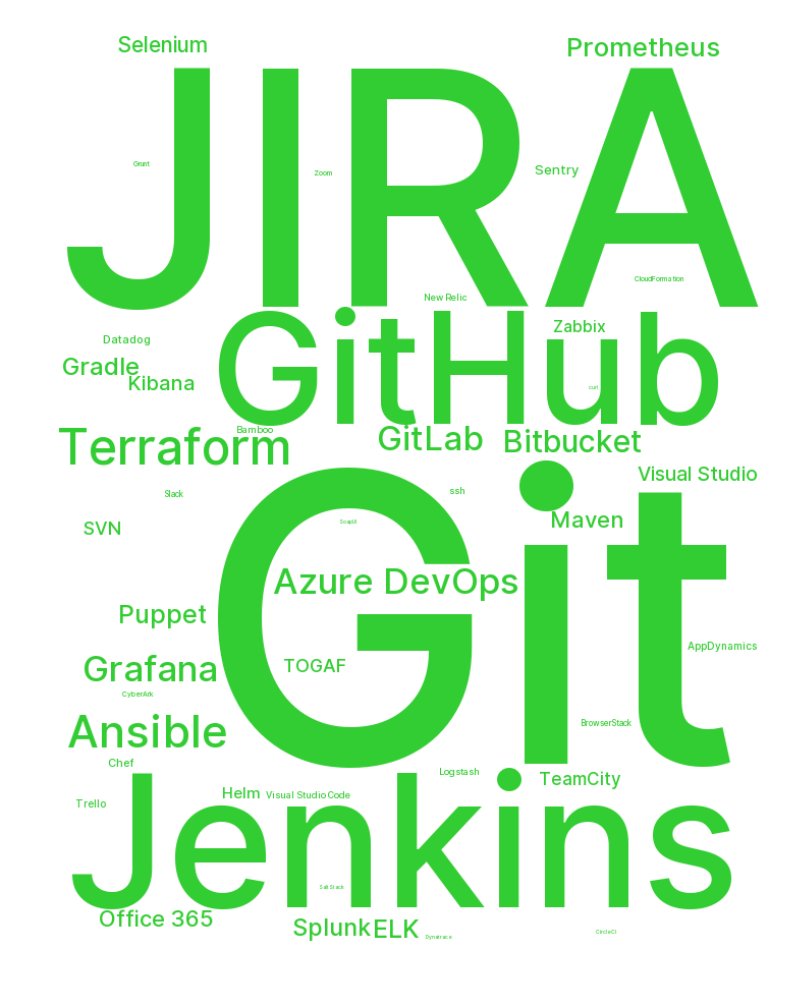 Selenium
Prometheus
JIRA
Grunt
Zoom
Sentry
CloudFormation
New Relic
GitHub
Zabbix
Datadog
Gradle
Kibana
curl
Bamboo
Terraform
GitLab
Bitbucket
Visual Studio
Slack
ssh
Git
SVN
SoapUI
Maven
Azure DevOps
Puppet
AppDynamics
TOGAF
Grafana
CyberArk
BrowserStack
Ansible
Chef
Logstash
TeamCity
Jenkins
Helm
Visual Studio Code
Trello
Salt Stack
Office 365
Splunk
ELK
Dynatrace
CircleCI